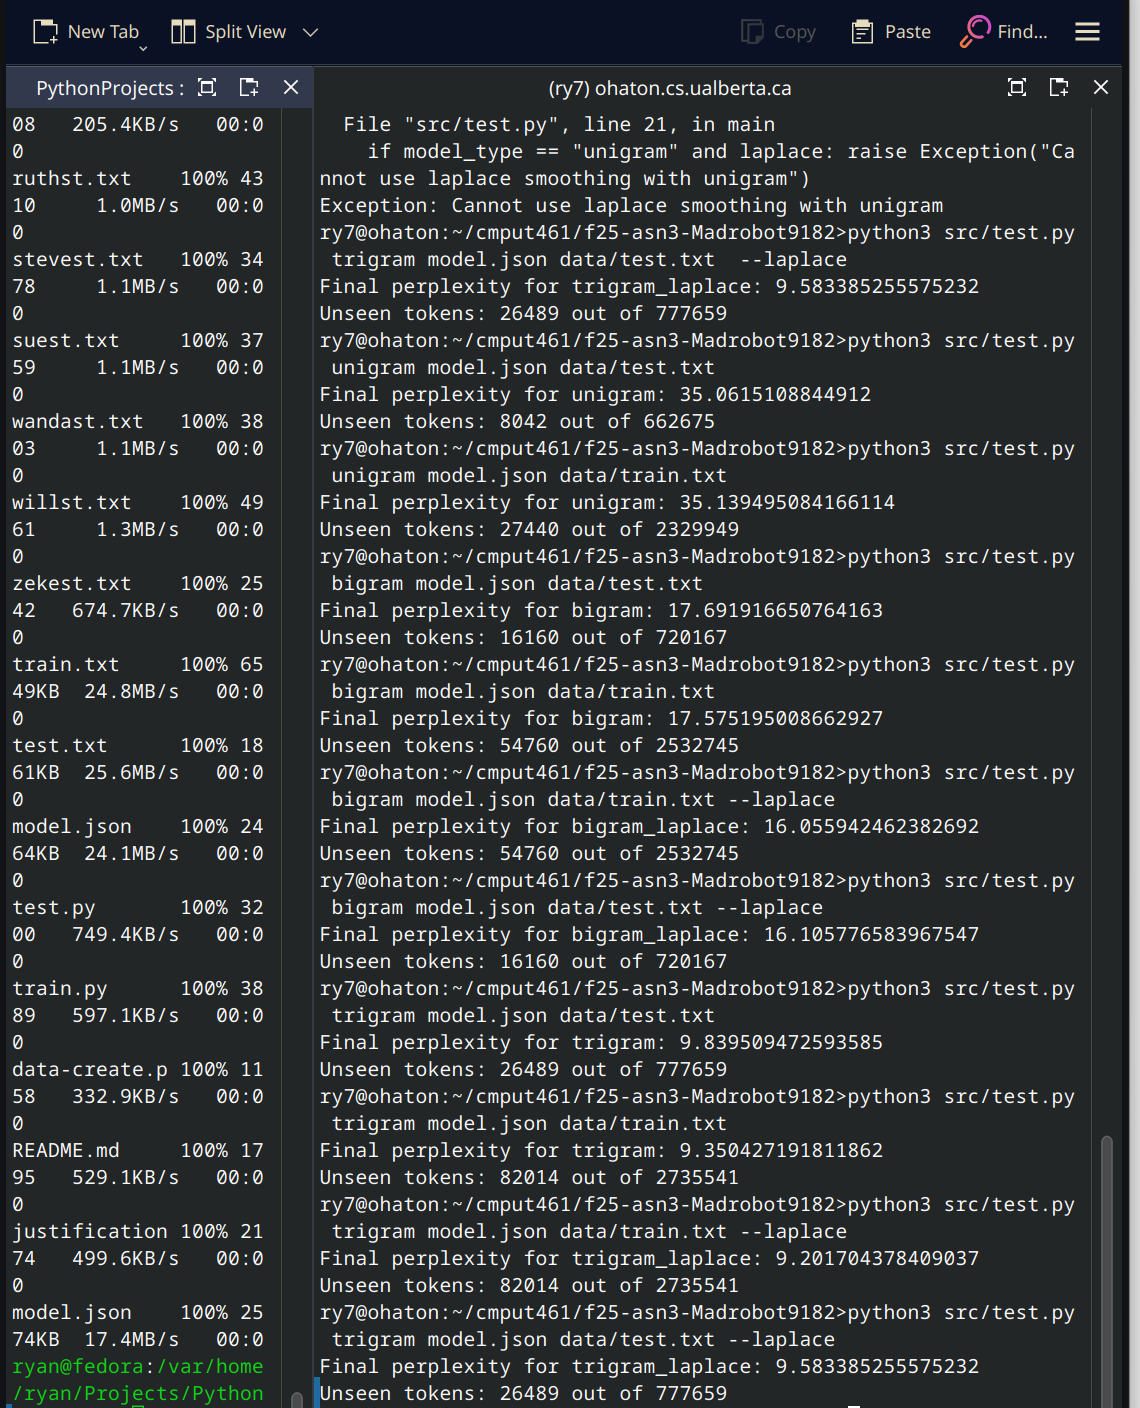 New Tab
Split View
Copy
Paste
Find...
PythonProjects :
(ry7) ohaton.cs.ualberta.ca
08   205.4KB/s   00:0
0
ruthst.txt    100% 43
10     1.0MB/s   00:0
0
stevest.txt   100% 34
78     1.1MB/s   00:0
0
suest.txt     100% 37
59     1.1MB/s   00:0
0
wandast.txt   100% 38
03     1.1MB/s   00:0
0
willst.txt    100% 49
61     1.3MB/s   00:0
0
zekest.txt    100% 25
42   674.7KB/s   00:0
0
train.txt     100% 65
49KB  24.8MB/s   00:0
0
test.txt      100% 18
61KB  25.6MB/s   00:0
0
model.json    100% 24
64KB  24.1MB/s   00:0
0
test.py       100% 32
00   749.4KB/s   00:0
0
train.py      100% 38
89   597.1KB/s   00:0
0
data-create.p 100% 11
58   332.9KB/s   00:0
0
README.md     100% 17
95   529.1KB/s   00:0
0
justification 100% 21
74   499.6KB/s   00:0
0
model.json    100% 25
74KB  17.4MB/s   00:0
ryan@fedora:/var/home
/ryan/Projects/Python
  File "src/test.py", line 21, in main
    if model_type == "unigram" and laplace: raise Exception("Ca
nnot use laplace smoothing with unigram")
Exception: Cannot use laplace smoothing with unigram
ry7@ohaton:~/cmput461/f25-asn3-Madrobot9182>python3 src/test.py
 trigram model.json data/test.txt  --laplace
Final perplexity for trigram_laplace: 9.583385255575232
Unseen tokens: 26489 out of 777659
ry7@ohaton:~/cmput461/f25-asn3-Madrobot9182>python3 src/test.py
 unigram model.json data/test.txt
Final perplexity for unigram: 35.0615108844912
Unseen tokens: 8042 out of 662675
ry7@ohaton:~/cmput461/f25-asn3-Madrobot9182>python3 src/test.py
 unigram model.json data/train.txt
Final perplexity for unigram: 35.139495084166114
Unseen tokens: 27440 out of 2329949
ry7@ohaton:~/cmput461/f25-asn3-Madrobot9182>python3 src/test.py
 bigram model.json data/test.txt
Final perplexity for bigram: 17.691916650764163
Unseen tokens: 16160 out of 720167
ry7@ohaton:~/cmput461/f25-asn3-Madrobot9182>python3 src/test.py
 bigram model.json data/train.txt
Final perplexity for bigram: 17.575195008662927
Unseen tokens: 54760 out of 2532745
ry7@ohaton:~/cmput461/f25-asn3-Madrobot9182>python3 src/test.py
 bigram model.json data/train.txt --laplace
Final perplexity for bigram_laplace: 16.055942462382692
Unseen tokens: 54760 out of 2532745
ry7@ohaton:~/cmput461/f25-asn3-Madrobot9182>python3 src/test.py
 bigram model.json data/test.txt --laplace
Final perplexity for bigram_laplace: 16.105776583967547
Unseen tokens: 16160 out of 720167
ry7@ohaton:~/cmput461/f25-asn3-Madrobot9182>python3 src/test.py
 trigram model.json data/test.txt
Final perplexity for trigram: 9.839509472593585
Unseen tokens: 26489 out of 777659
ry7@ohaton:~/cmput461/f25-asn3-Madrobot9182>python3 src/test.py
 trigram model.json data/train.txt
Final perplexity for trigram: 9.350427191811862
Unseen tokens: 82014 out of 2735541
ry7@ohaton:~/cmput461/f25-asn3-Madrobot9182>python3 src/test.py
 trigram model.json data/train.txt --laplace
Final perplexity for trigram_laplace: 9.201704378409037
Unseen tokens: 82014 out of 2735541
ry7@ohaton:~/cmput461/f25-asn3-Madrobot9182>python3 src/test.py
 trigram model.json data/test.txt --laplace
Final perplexity for trigram_laplace: 9.583385255575232
Unseen tokens: 26489 out of 777659